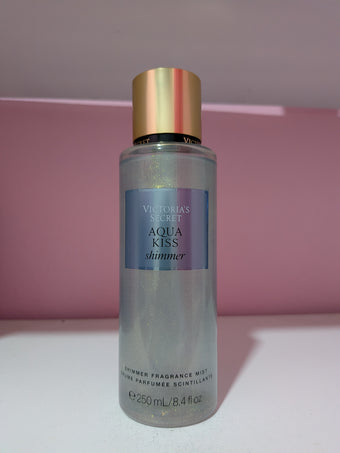 VICTORIA'S
SECRET
AQUA
KISS
shimmer
SHIMMER FRAGRANCE MIST
BRUME PARFUMÉE SCINTILLANTE
℮250 mL/8.4 fl oz